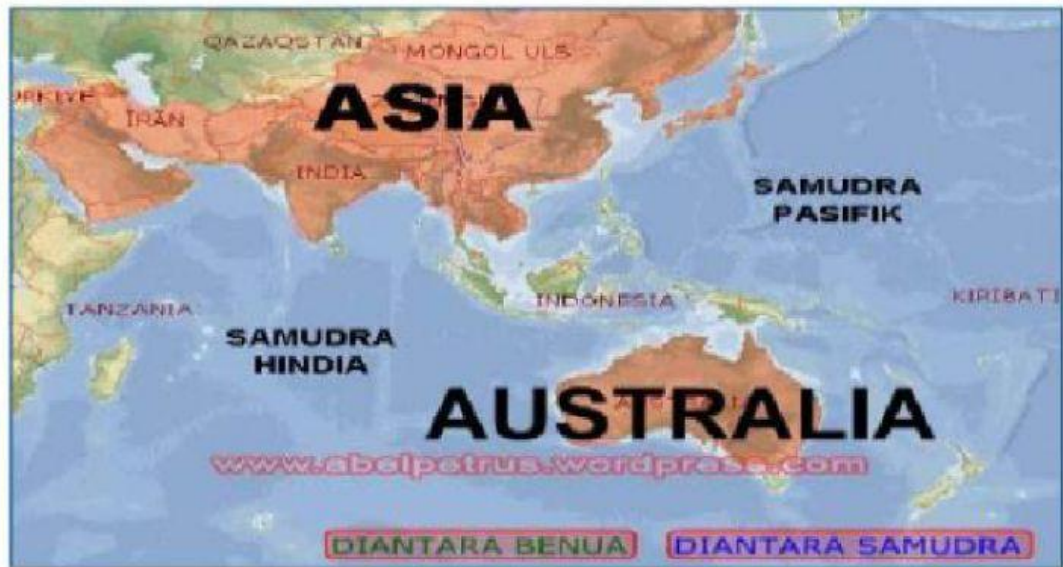 QAZAQSTAN
MONGOL ULS
ASIA
IRAN
INDIA
SAMUDRA
PASIFIK
INDONESIA
KIRIBATI
TANZANIA
SAMUDRA
HINDIA
AUSTRALIA
www.abelpetrus.wordpress.com
DIANTARA BENUA
DIANTARA SAMUDRA